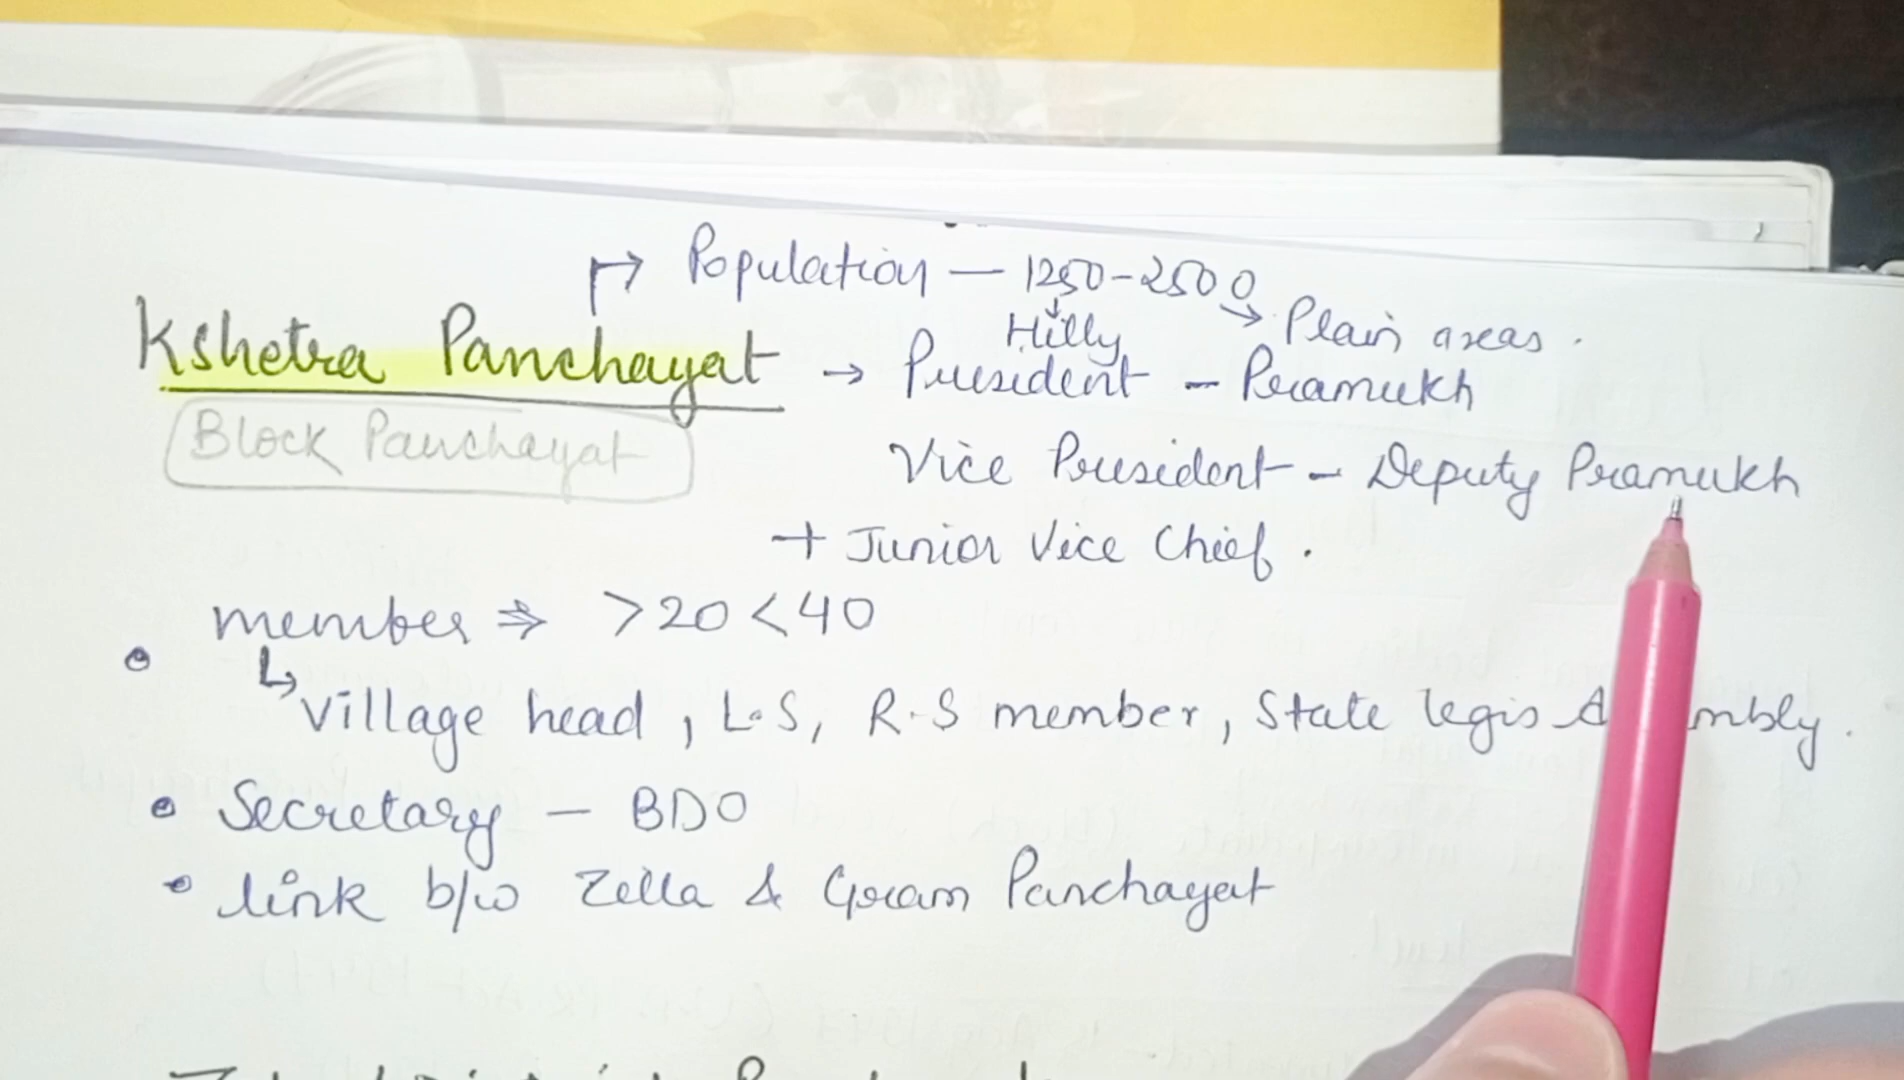 Population – 1250-2500
Hilly → Plain areas.
Kshetra Panchayat → President – Pramukh
Block Panchayat
Vice President – Deputy Pramukh
+ Junior Vice Chief.
• member ⇒ >20 <40
↳ Village head, L.S, R.S member, State legis
• Secretary – BDO
• link b/w Zilla & Gram Panchayat